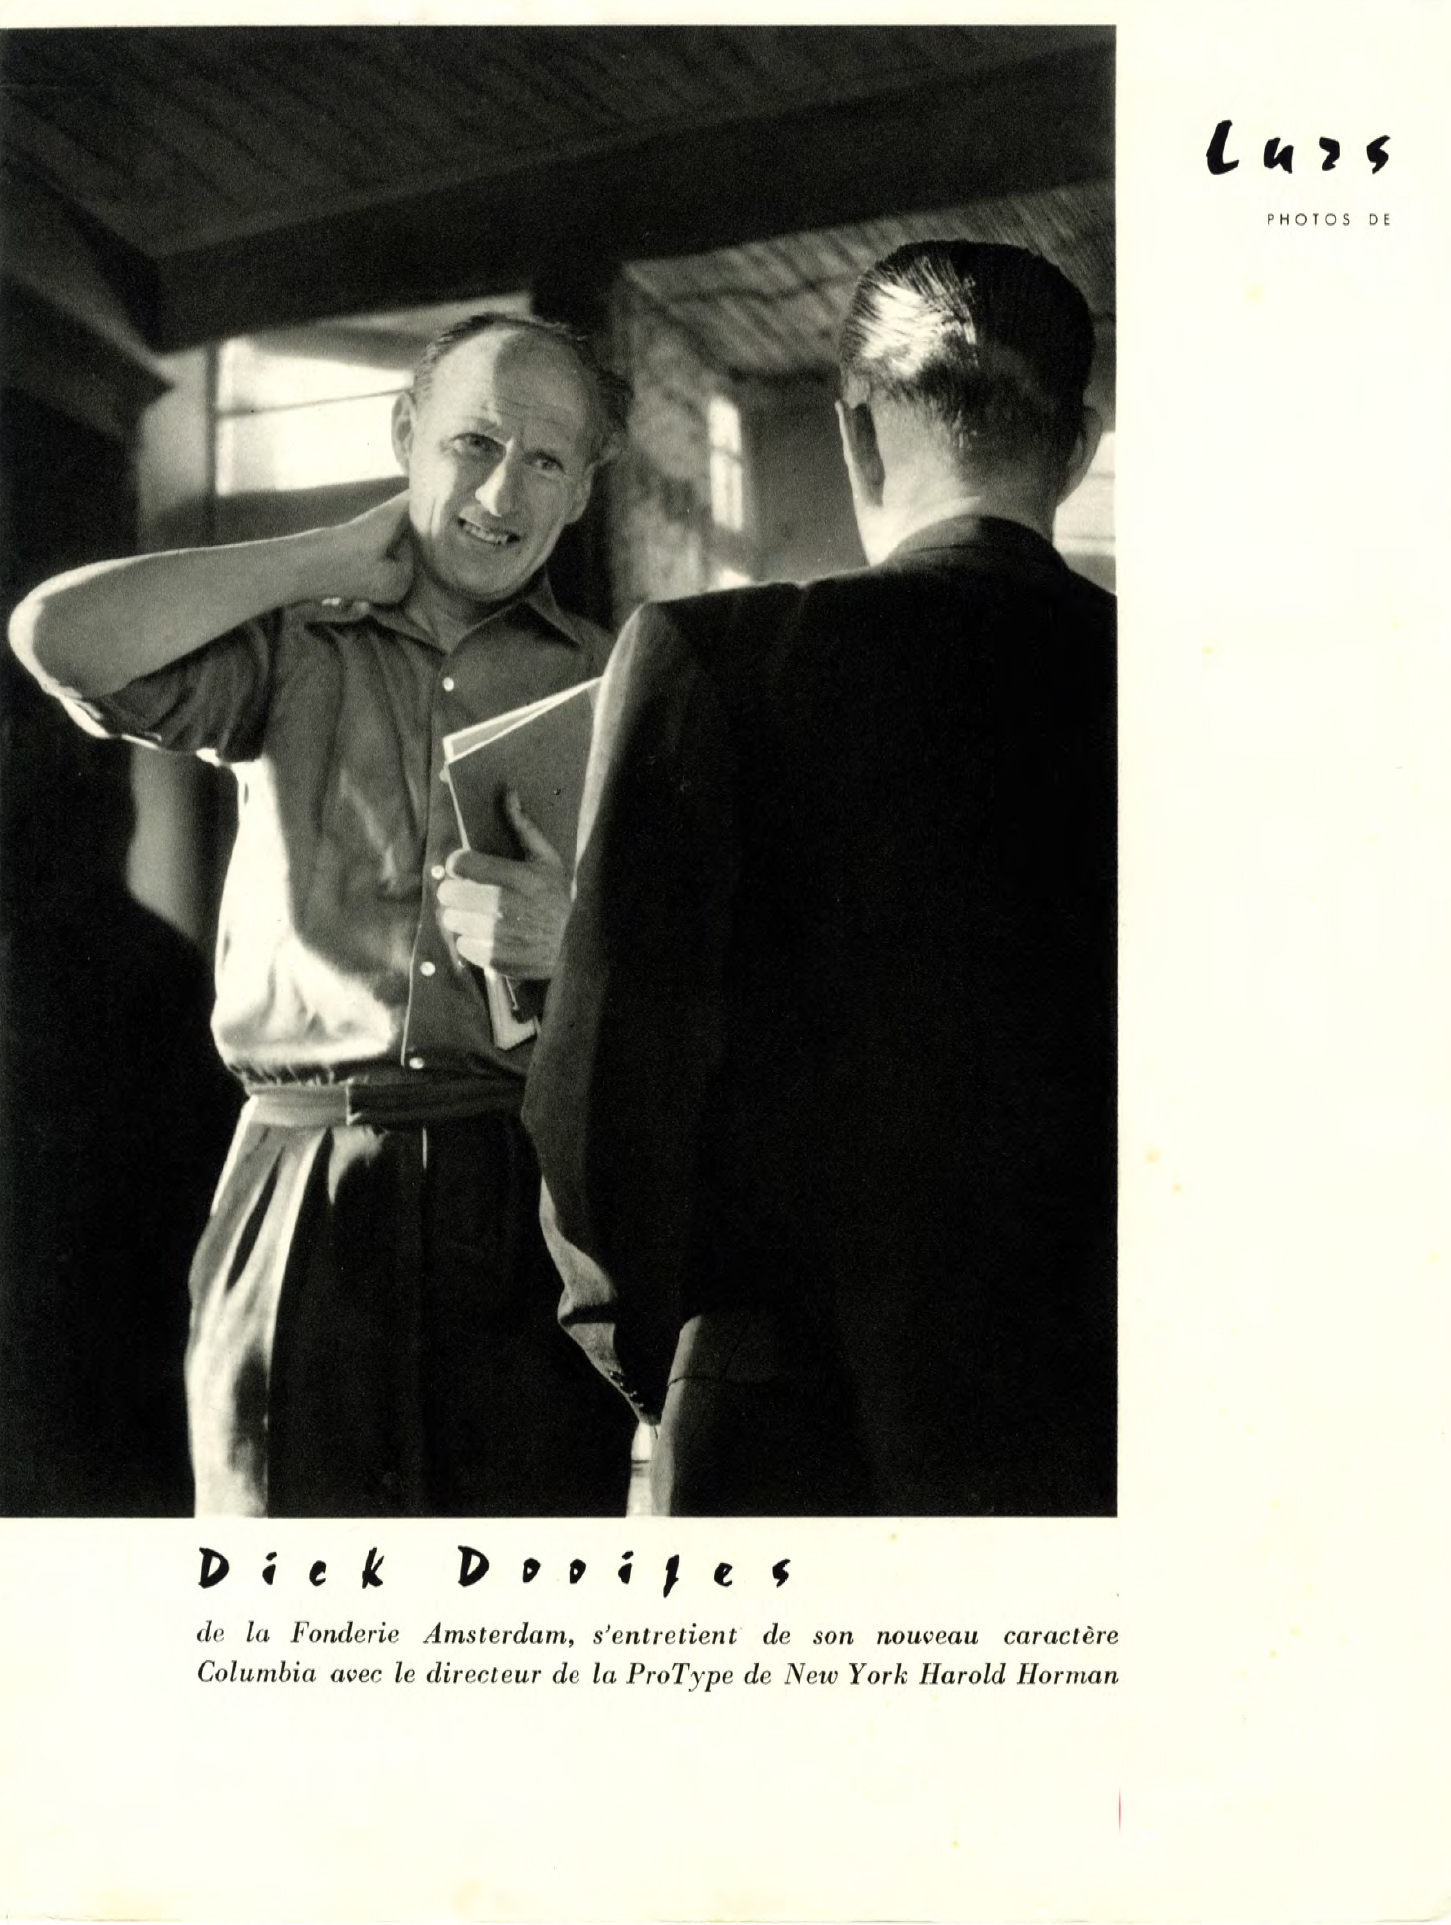 Lurs
PHOTOS DE
Dick Dooijes
de la Fonderie Amsterdam, s'entretient de son nouveau caractère
Columbia avec le directeur de la ProType de New York Harold Horman